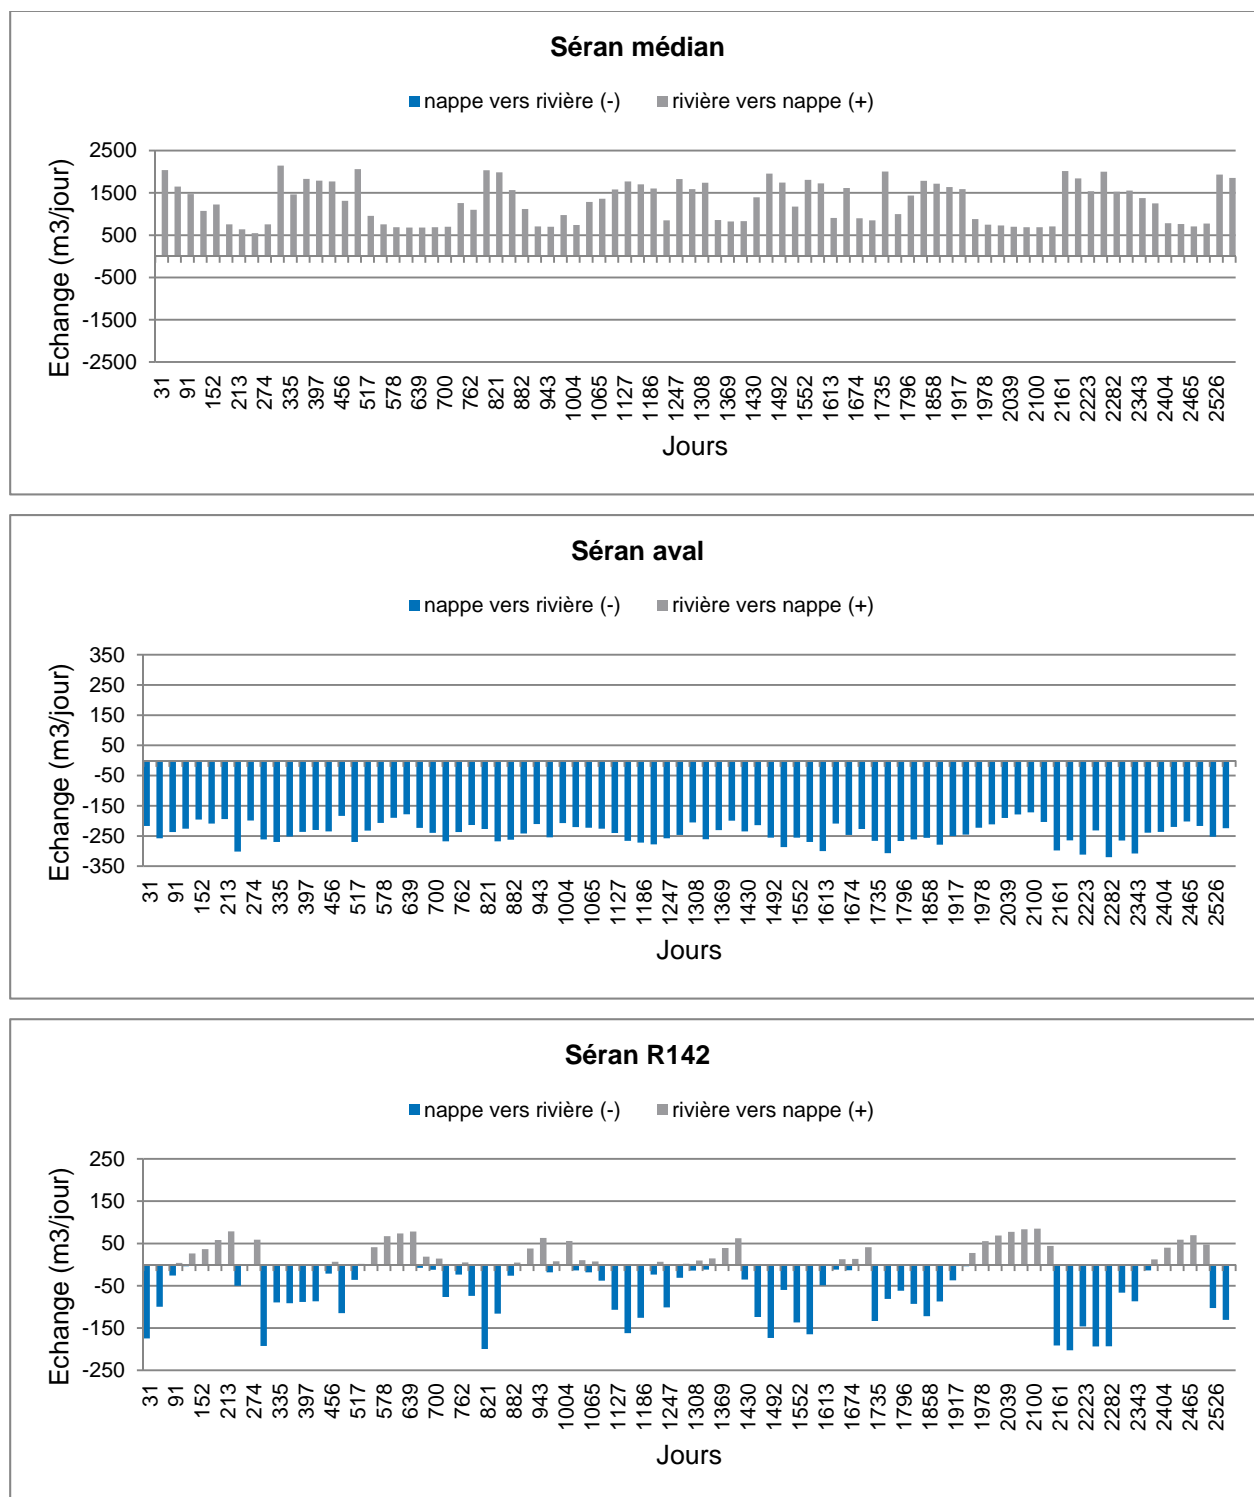 Séran médian
nappe vers rivière (-) rivière vers nappe (+)
Echange (m3/jour)
2500
1500
500
-500
-1500
-2500
31 91 152 213 274 335 397 456 517 578 639 700 762 821 882 943 1004 1065 1127 1186 1247 1308 1369 1430 1492 1552 1613 1674 1735 1796 1858 1917 1978 2039 2100 2161 2223 2282 2343 2404 2465 2526
Jours
Séran aval
nappe vers rivière (-) rivière vers nappe (+)
Echange (m3/jour)
350
250
150
50
-50
-150
-250
-350
31 91 152 213 274 335 397 456 517 578 639 700 762 821 882 943 1004 1065 1127 1186 1247 1308 1369 1430 1492 1552 1613 1674 1735 1796 1858 1917 1978 2039 2100 2161 2223 2282 2343 2404 2465 2526
Jours
Séran R142
nappe vers rivière (-) rivière vers nappe (+)
Echange (m3/jour)
250
150
50
-50
-150
-250
31 91 152 213 274 335 397 456 517 578 639 700 762 821 882 943 1004 1065 1127 1186 1247 1308 1369 1430 1492 1552 1613 1674 1735 1796 1858 1917 1978 2039 2100 2161 2223 2282 2343 2404 2465 2526
Jours